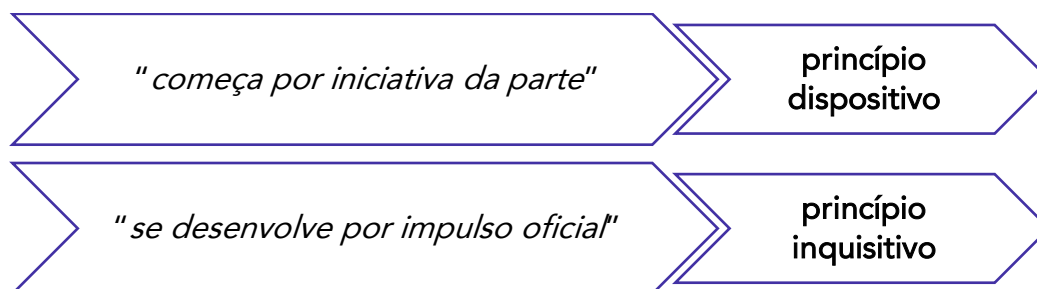 "começa por iniciativa da parte"
princípio
dispositivo
"se desenvolve por impulso oficial"
princípio
inquisitivo